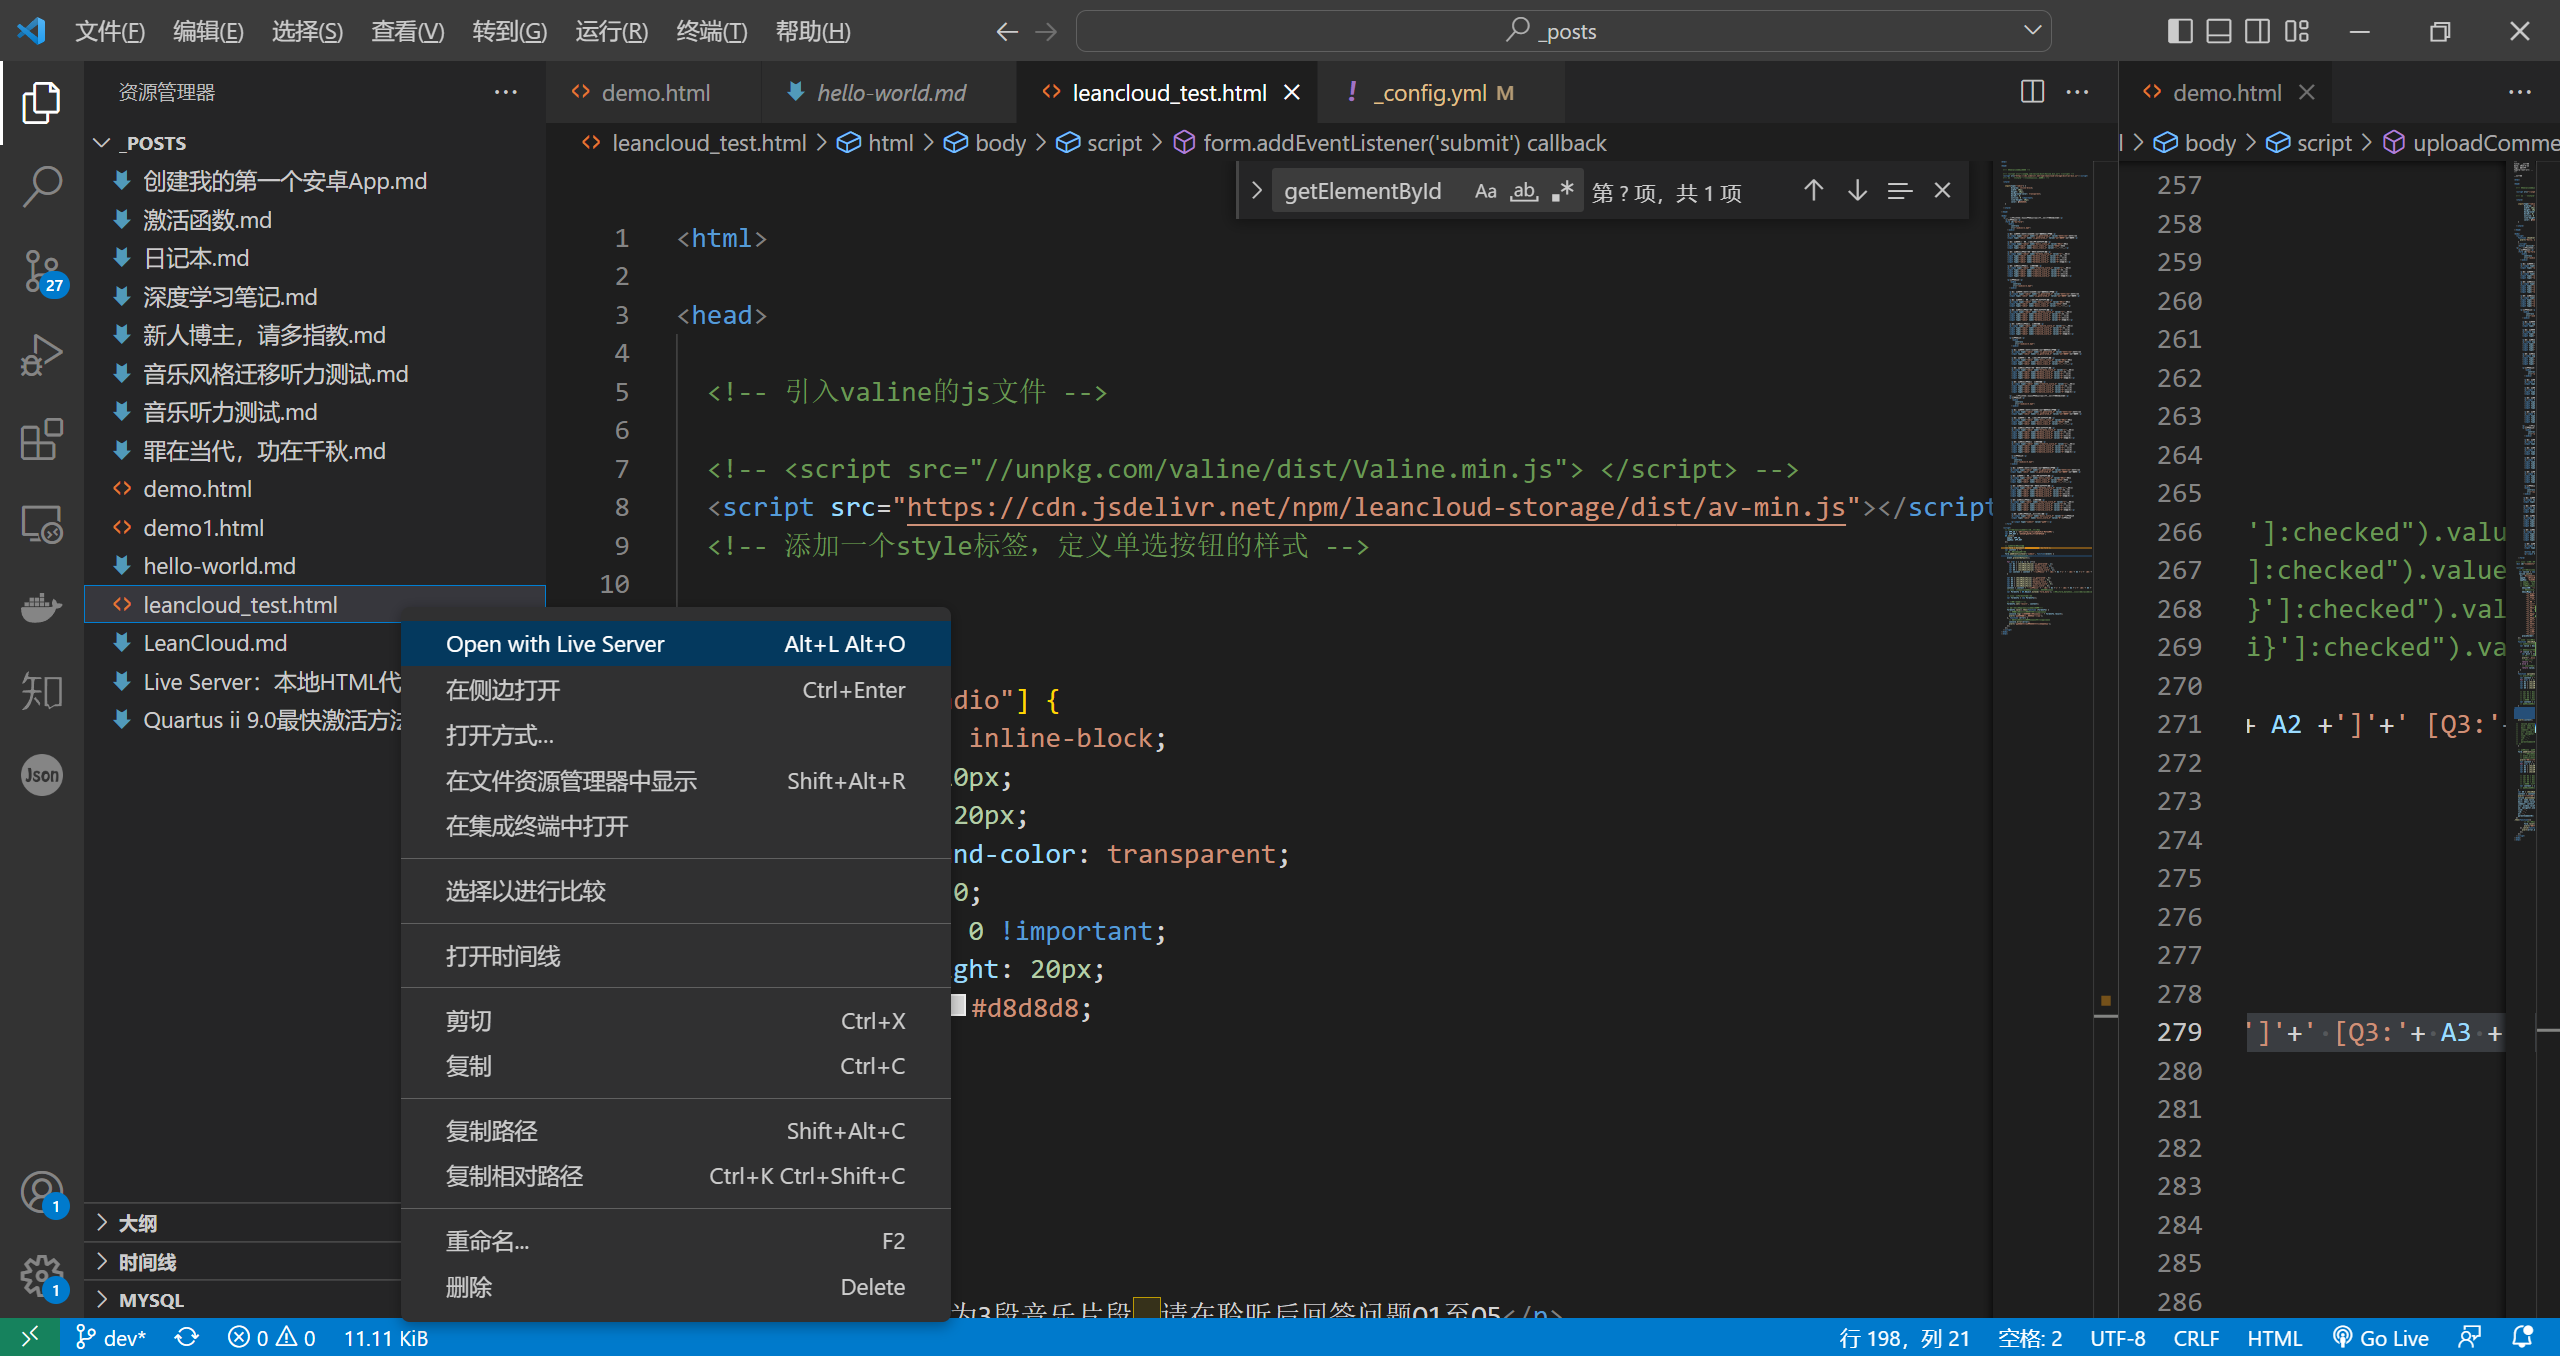 文件(F) 编辑(E) 选择(S) 查看(V) 转到(G) 运行(R) 终端(T) 帮助(H) _posts
资源管理器
_POSTS
创建我的第一个安卓App.md
激活函数.md
日记本.md
深度学习笔记.md
新人博主，请多指教.md
音乐风格迁移听力测试.md
音乐听力测试.md
罪在当代，功在千秋.md
demo.html
demo1.html
hello-world.md
leancloud_test.html
LeanCloud.md
Live Server：本地HTML代
Quartus ii 9.0最快激活方法
大纲
时间线
MYSQL
27
知
Json
1
1
demo.html hello-world.md leancloud_test.html _config.yml M
leancloud_test.html > html > body > script > form.addEventListener('submit') callback
getElementById Aa ab 第 ? 项，共 1 项
1 <html>
2
3 <head>
4
5 <!-- 引入valine的js文件 -->
6
7 <!-- <script src="//unpkg.com/valine/dist/Valine.min.js"> </script> -->
8 <script src="https://cdn.jsdelivr.net/npm/leancloud-storage/dist/av-min.js"></script
9 <!-- 添加一个style标签，定义单选按钮的样式 -->
10
dio"] {
inline-block;
0px;
20px;
nd-color: transparent;
0;
0 !important;
ght: 20px;
#d8d8d8;
为3段音乐片段 请在聆听后回答问题Q1至Q5</p>
Open with Live Server Alt+L Alt+O
在侧边打开 Ctrl+Enter
打开方式...
在文件资源管理器中显示 Shift+Alt+R
在集成终端中打开
选择以进行比较
打开时间线
剪切 Ctrl+X
复制 Ctrl+C
复制路径 Shift+Alt+C
复制相对路径 Ctrl+K Ctrl+Shift+C
重命名... F2
删除 Delete
demo.html
> body > script > uploadComme
257
258
259
260
261
262
263
264
265
266 ']:checked").valu
267 ]:checked").value
268 }']:checked").val
269 i}']:checked").va
270
271 + A2 +']'+' [Q3:'
272
273
274
275
276
277
278
279 ']'+' [Q3:'+ A3 +
280
281
282
283
284
285
286
dev* 0 0 11.11 KiB 行 198，列 21 空格: 2 UTF-8 CRLF HTML Go Live